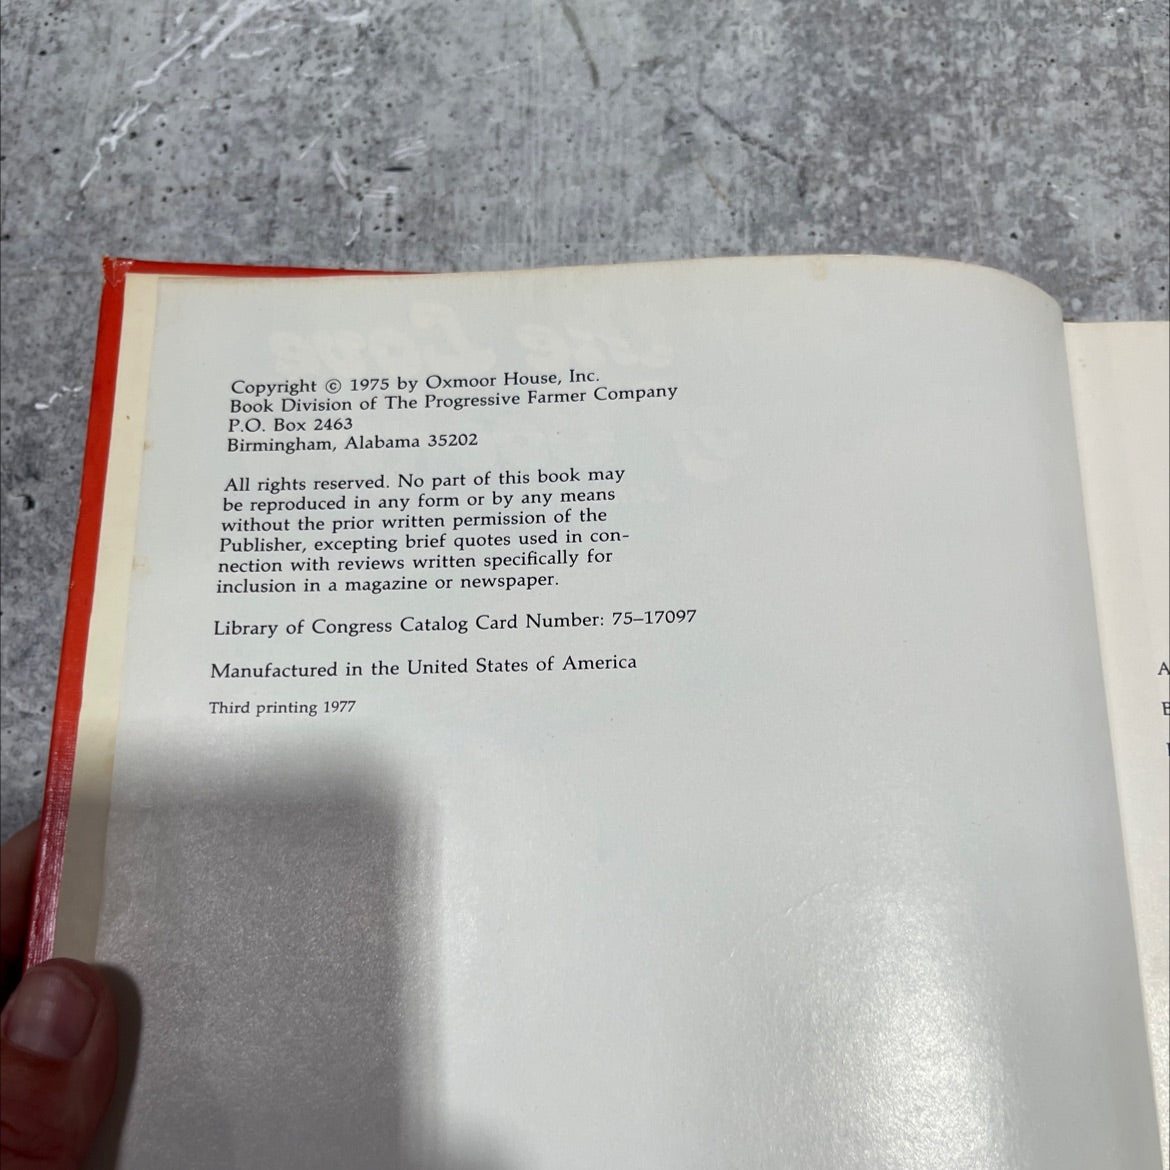 Copyright © 1975 by Oxmoor House, Inc.
Book Division of The Progressive Farmer Company
P.O. Box 2463
Birmingham, Alabama 35202
All rights reserved. No part of this book may
be reproduced in any form or by any means
without the prior written permission of the
Publisher, excepting brief quotes used in con-
nection with reviews written specifically for
inclusion in a magazine or newspaper.
Library of Congress Catalog Card Number: 75–17097
Manufactured in the United States of America
Third printing 1977